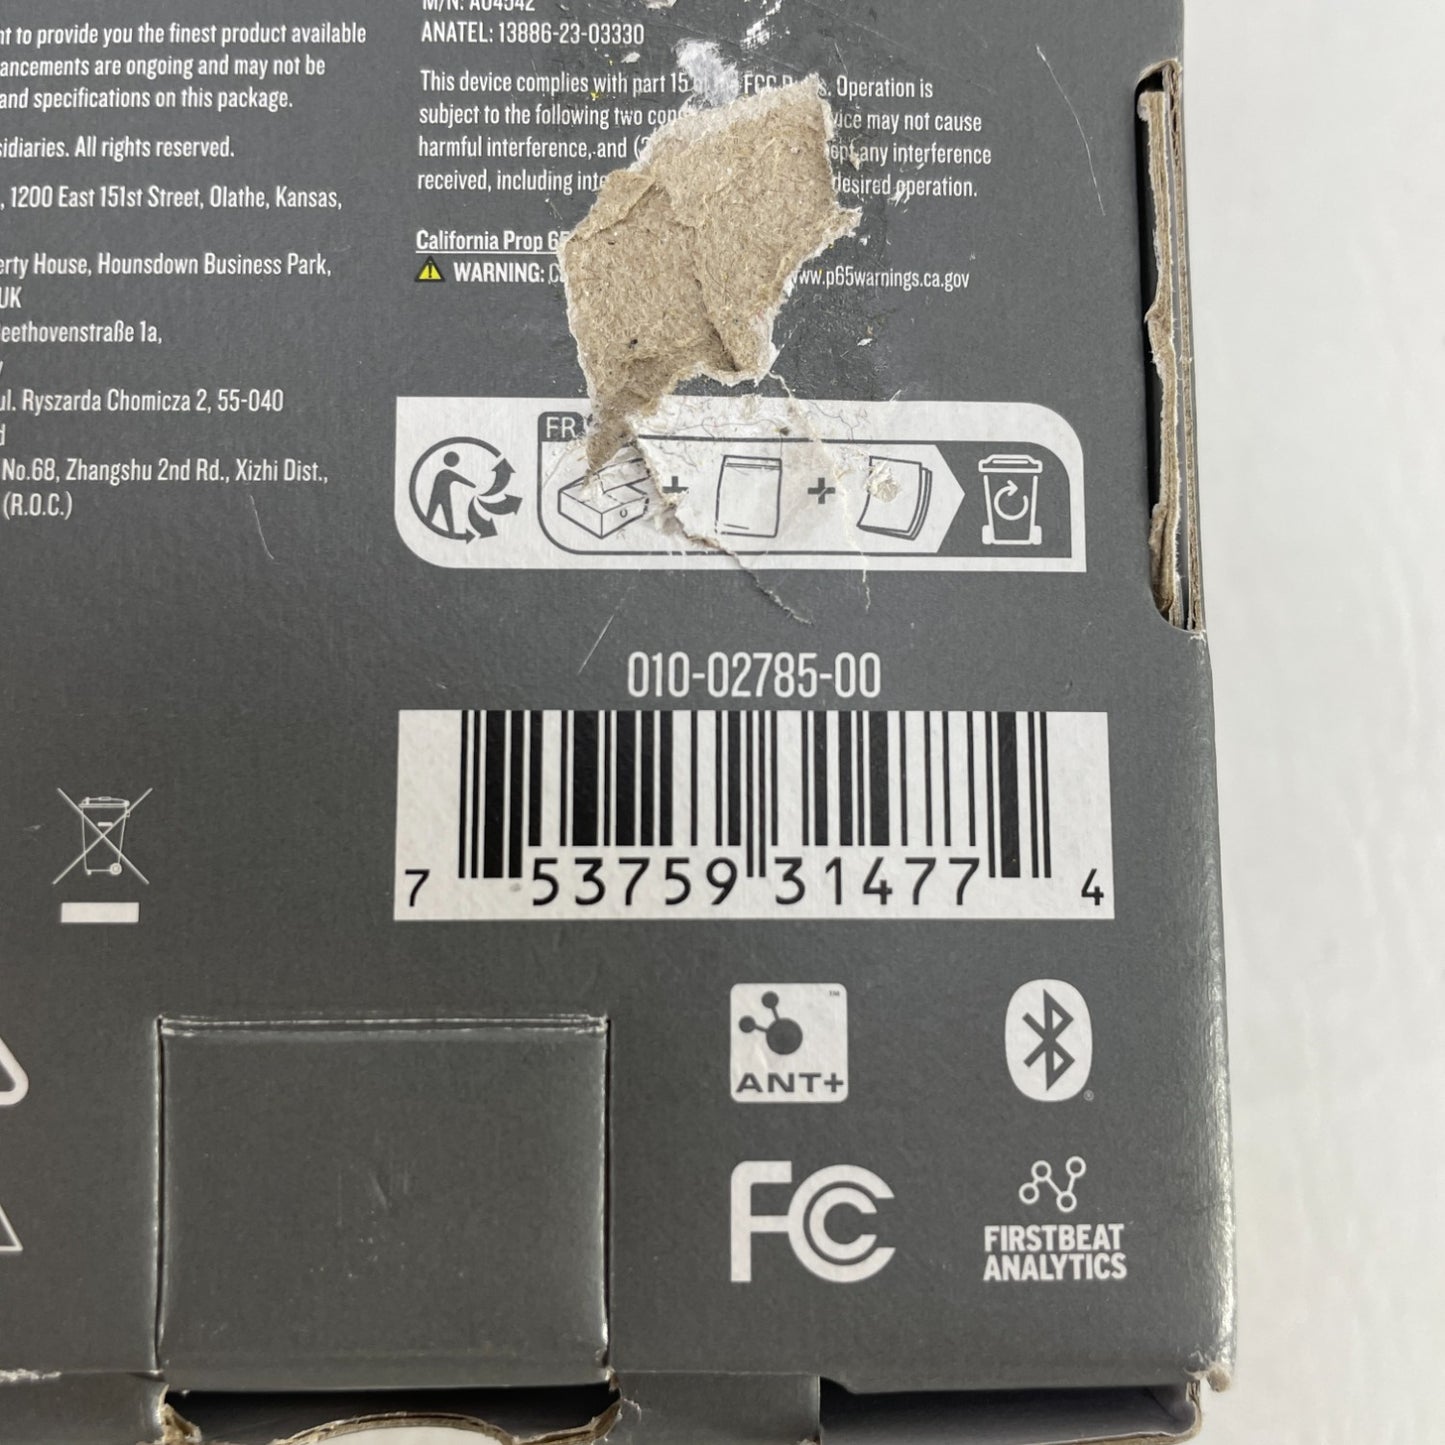 nt to provide you the finest product available
ancements are ongoing and may not be
and specifications on this package.
sidiaries. All rights reserved.
, 1200 East 151st Street, Olathe, Kansas,
erty House, Hounsdown Business Park,
UK
eethovenstraße 1a,
ul. Ryszarda Chomicza 2, 55-040
d
No.68, Zhangshu 2nd Rd., Xizhi Dist.,
(R.O.C.)
M/N: A04542
ANATEL: 13886-23-03330
This device complies with part 15 FCC Operation is
subject to the following two may not cause
harmful interference, and any interference
received, including desired operation.
California Prop 65
WARNING: www.p65warnings.ca.gov
FR
010-02785-00
7 53759 31477 4
ANT+
™
®
FC
FIRSTBEAT
ANALYTICS